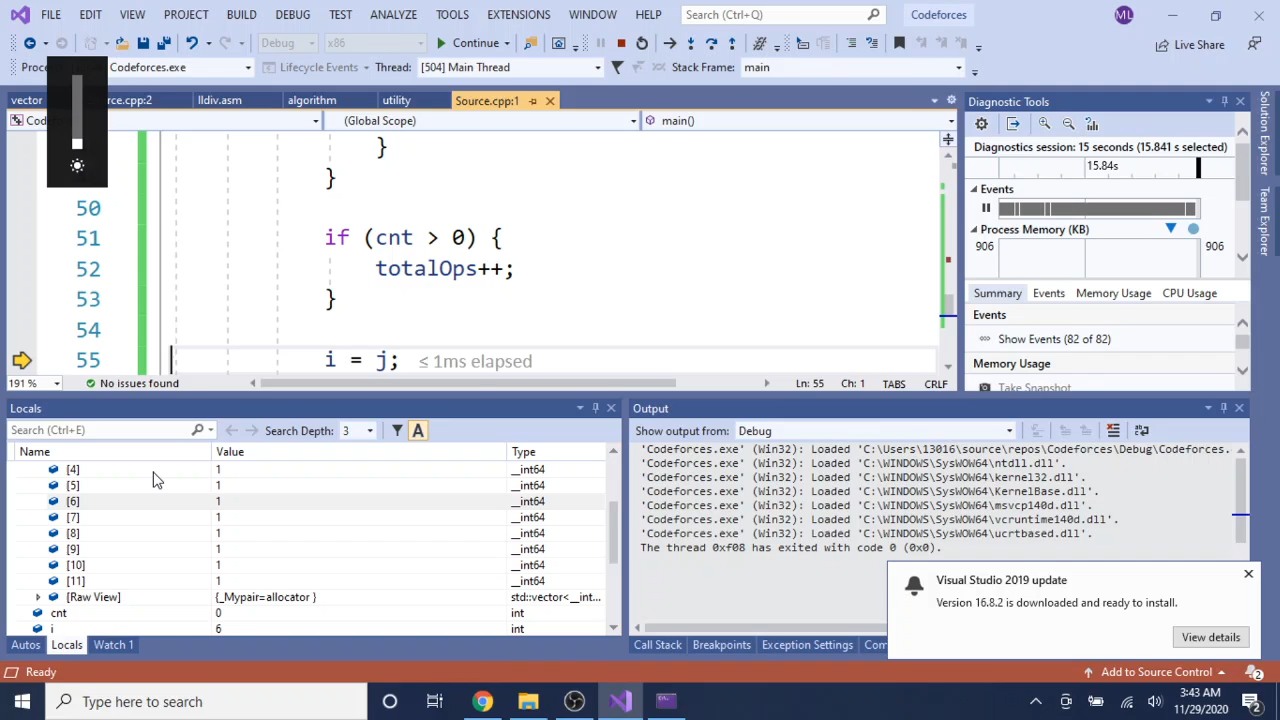 FILE EDIT VIEW PROJECT BUILD DEBUG TEST ANALYZE TOOLS EXTENSIONS WINDOW HELP Search (Ctrl+Q) Codeforces ML
Debug x86 Continue Live Share
Codeforces.exe Lifecycle Events Thread: [504] Main Thread Stack Frame: main
vector lldiv.asm algorithm utility Source.cpp:1 Diagnostic Tools
(Global Scope) main()
}
}
50
51 if (cnt > 0) {
52 totalOps++;
53 }
54
55 i = j; ≤ 1ms elapsed
191 % No issues found Ln: 55 Ch: 1 TABS CRLF
Diagnostics session: 15 seconds (15.841 s selected)
15.84s
Events
Process Memory (KB)
906 906
Summary Events Memory Usage CPU Usage
Events
Show Events (82 of 82)
Memory Usage
Take Snapshot
Solution Explorer
Team Explorer
Locals
Search (Ctrl+E) Search Depth: 3 A
Name Value Type
[4] 1 __int64
[5] 1 __int64
[6] 1 __int64
[7] 1 __int64
[8] 1 __int64
[9] 1 __int64
[10] 1 __int64
[11] 1 __int64
[Raw View] {_Mypair=allocator } std::vector<__int...
cnt 0 int
i 6 int
Autos Locals Watch 1
Output
Show output from: Debug
'Codeforces.exe' (Win32): Loaded 'C:\Users\13016\source\repos\Codeforces\Debug\Codeforces.
'Codeforces.exe' (Win32): Loaded 'C:\WINDOWS\SysWOW64\ntdll.dll'.
'Codeforces.exe' (Win32): Loaded 'C:\WINDOWS\SysWOW64\kernel32.dll'.
'Codeforces.exe' (Win32): Loaded 'C:\WINDOWS\SysWOW64\KernelBase.dll'.
'Codeforces.exe' (Win32): Loaded 'C:\WINDOWS\SysWOW64\msvcp140d.dll'.
'Codeforces.exe' (Win32): Loaded 'C:\WINDOWS\SysWOW64\vcruntime140d.dll'.
'Codeforces.exe' (Win32): Loaded 'C:\WINDOWS\SysWOW64\ucrtbased.dll'.
The thread 0xf08 has exited with code 0 (0x0).
Call Stack Breakpoints Exception Settings
Visual Studio 2019 update
Version 16.8.2 is downloaded and ready to install.
View details
Ready Add to Source Control 2
Type here to search
3:43 AM
11/29/2020 2